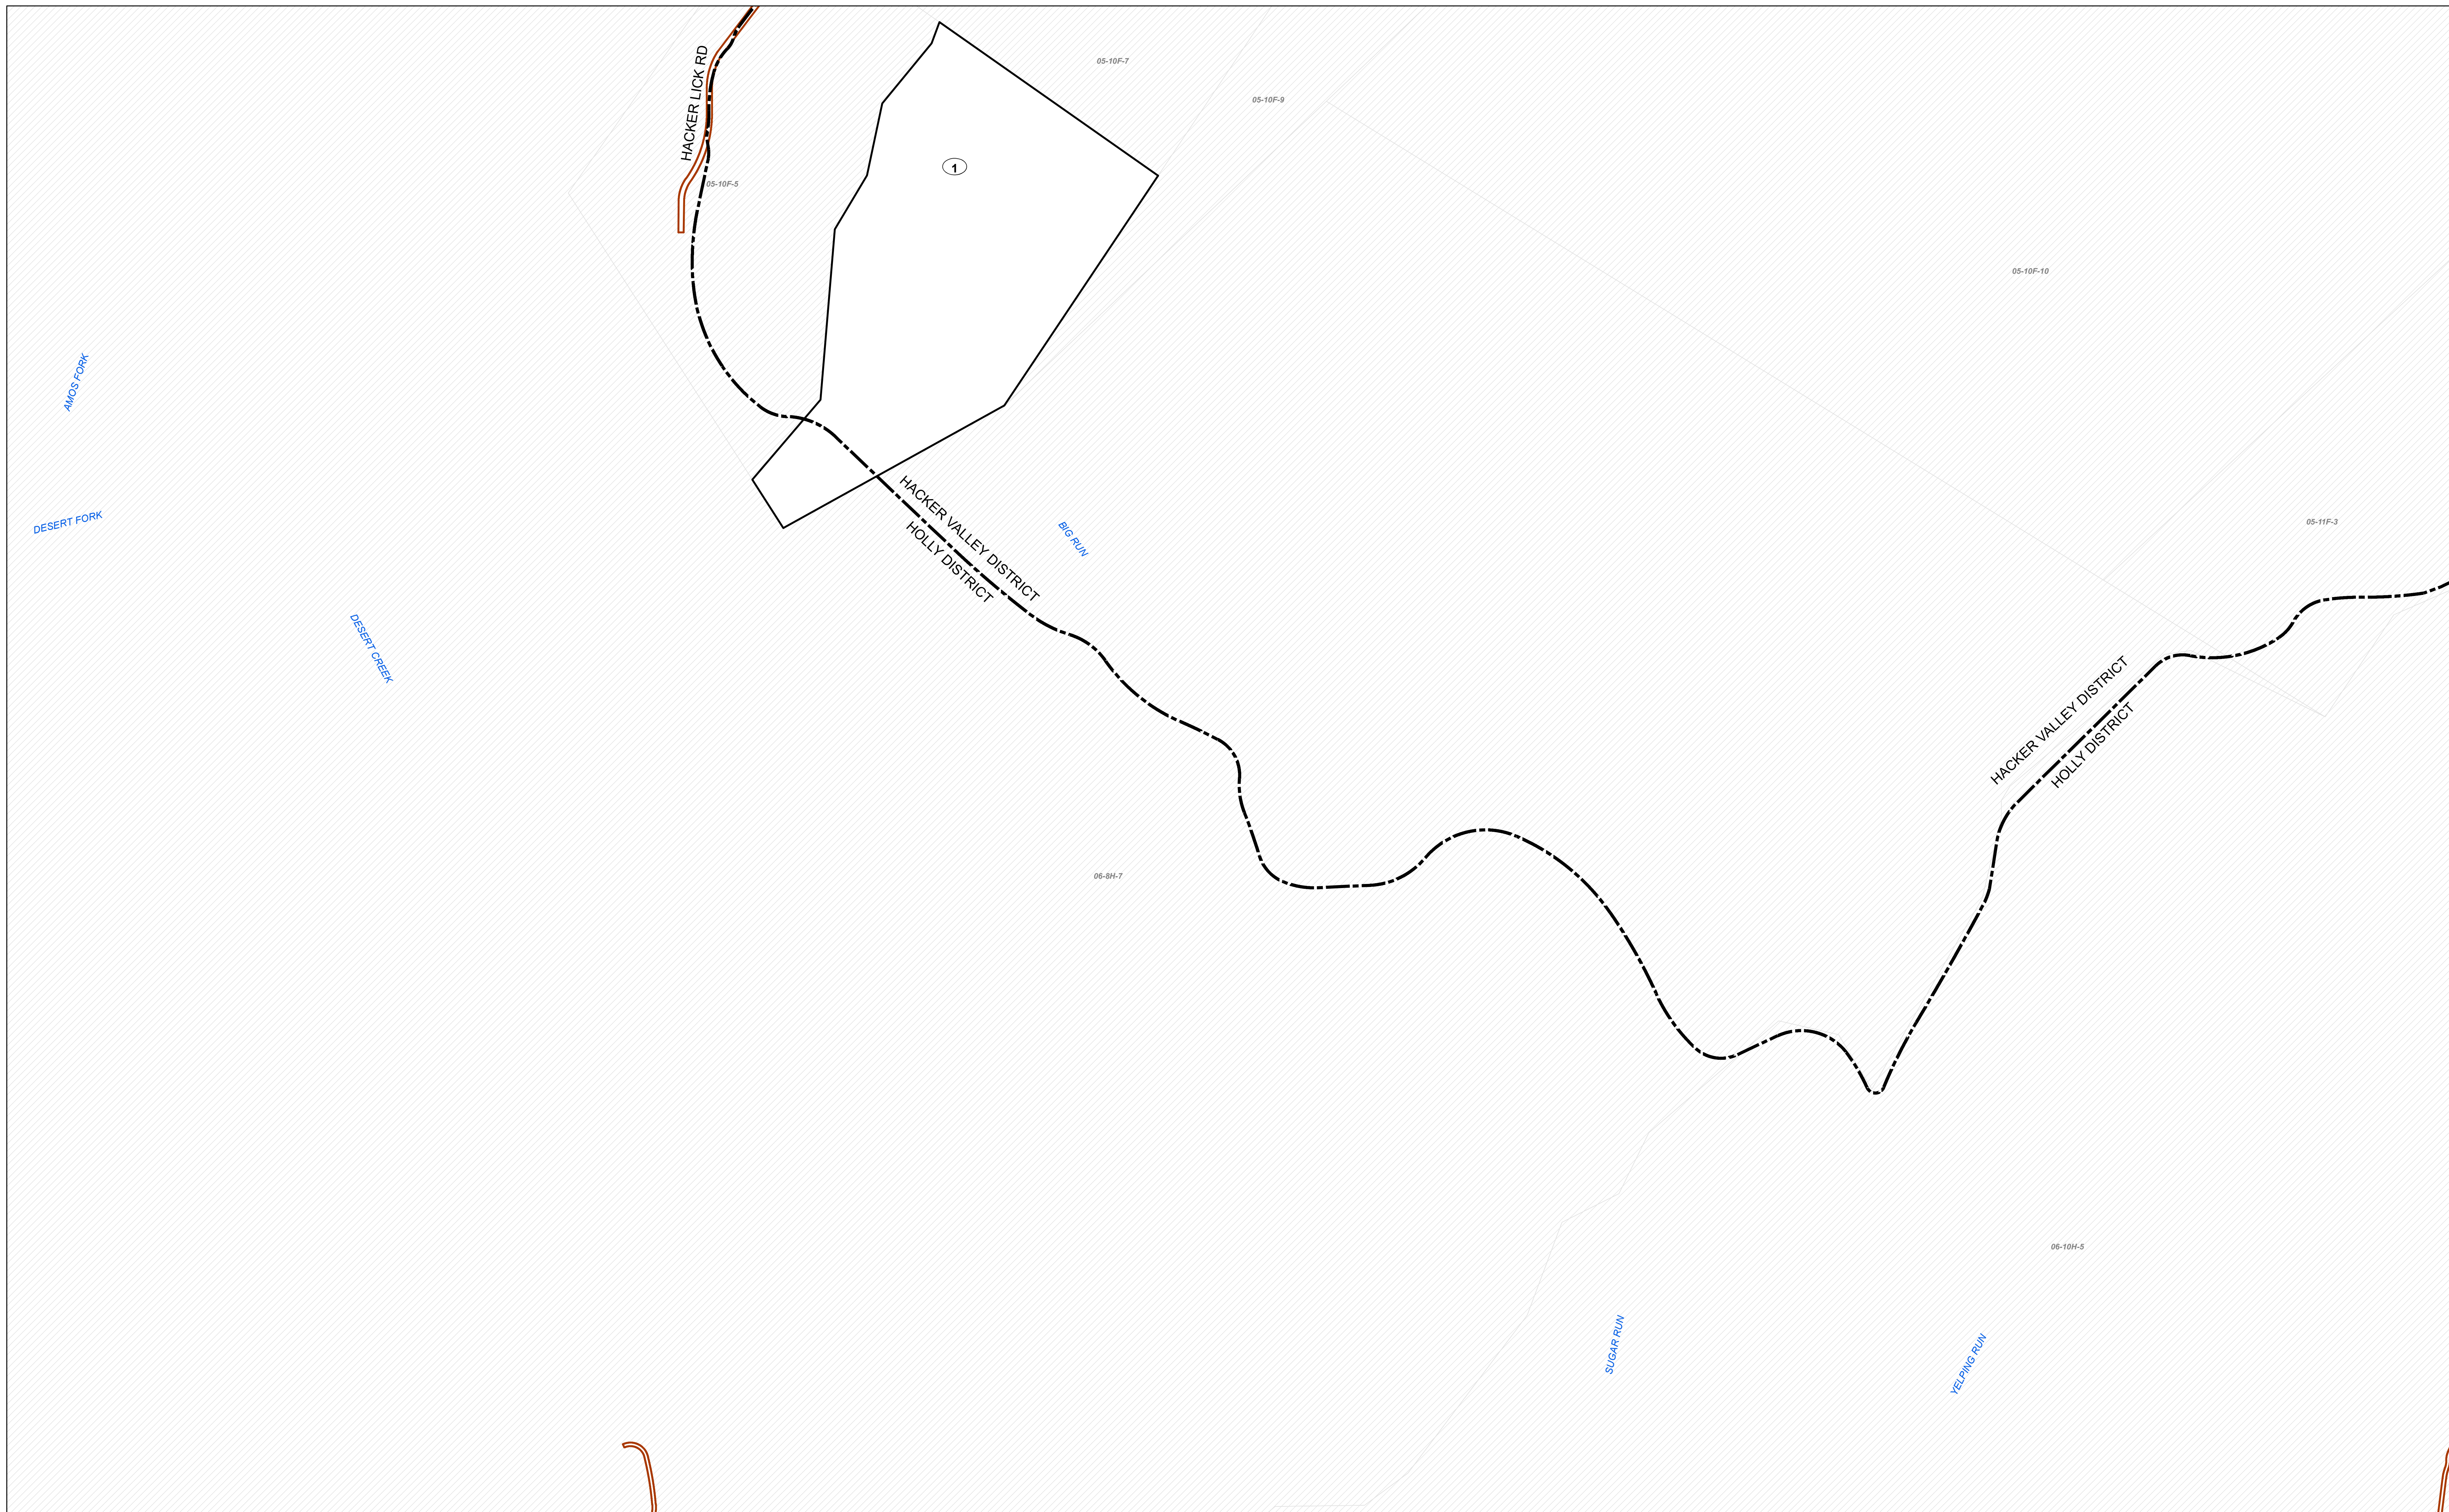 HACKER LICK RD
05-10F-7
05-10F-9
1
05-10F-5
05-10F-10
AMOS FORK
DESERT FORK
HACKER VALLEY DISTRICT
HOLLY DISTRICT
BIG RUN
05-11F-3
DESERT CREEK
HACKER VALLEY DISTRICT
HOLLY DISTRICT
06-8H-7
06-10H-5
SUGAR RUN
YELPING RUN